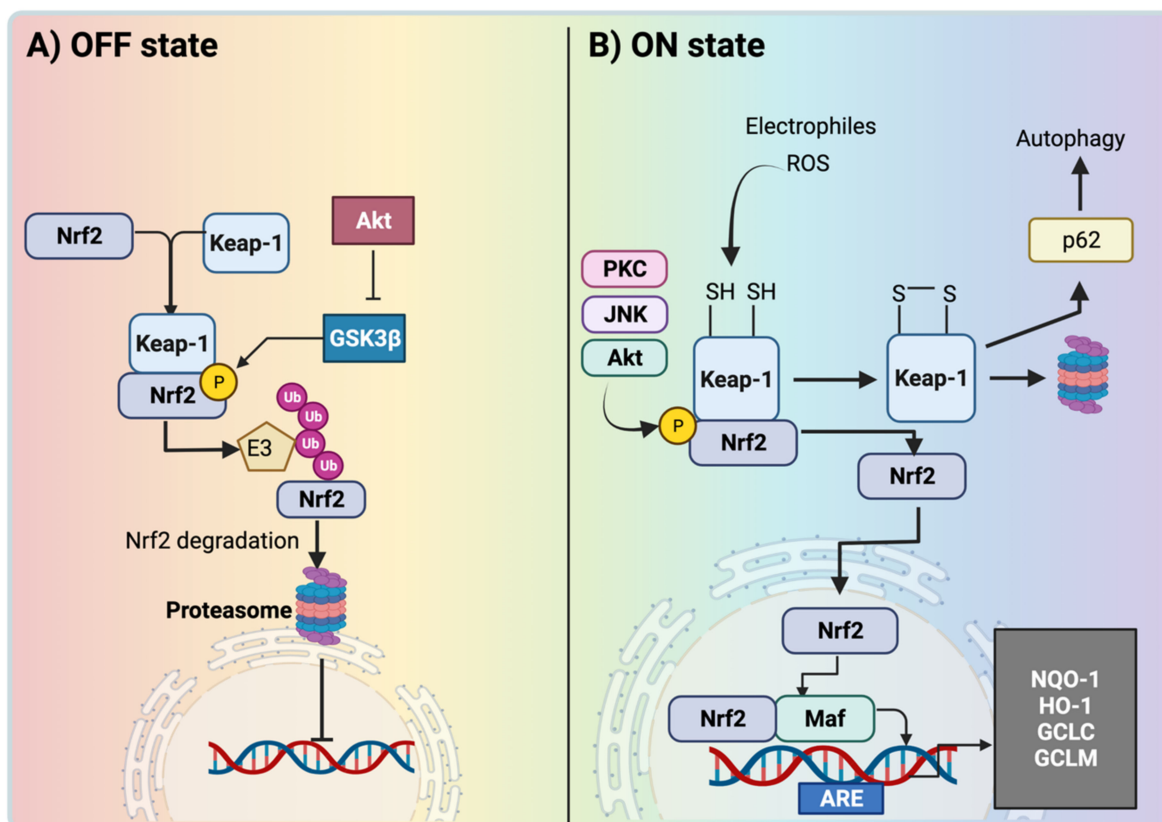 A) OFF state
Nrf2
Keap-1
Akt
Keap-1
Nrf2
P
GSK3β
E3
Ub
Ub
Ub
Ub
Nrf2
Nrf2 degradation
Proteasome
B) ON state
Electrophiles
ROS
Autophagy
p62
PKC
JNK
Akt
SH SH
Keap-1
P
Nrf2
S S
Keap-1
Nrf2
Nrf2
Nrf2
Maf
ARE
NQO-1
HO-1
GCLC
GCLM